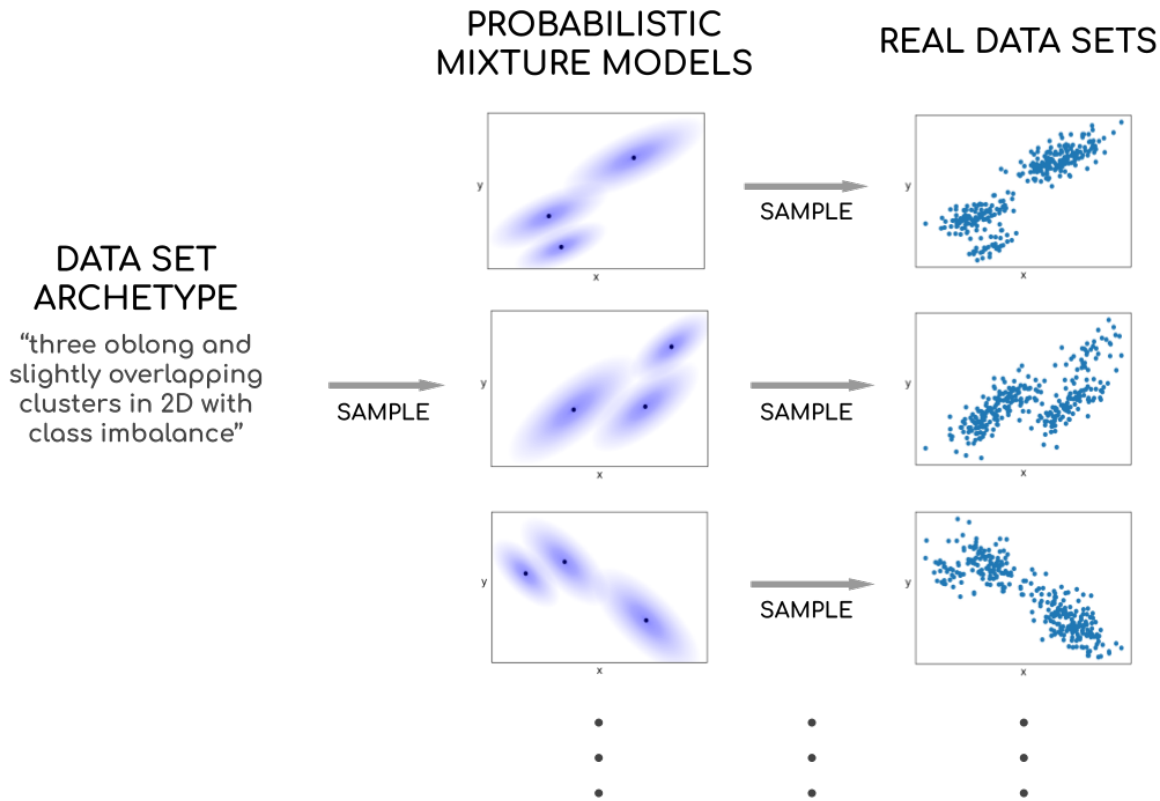 PROBABILISTIC
MIXTURE MODELS
REAL DATA SETS
DATA SET
ARCHETYPE
“three oblong and
slightly overlapping
clusters in 2D with
class imbalance”
SAMPLE
y
x
SAMPLE
y
x
y
x
SAMPLE
y
x
y
x
SAMPLE
y
x